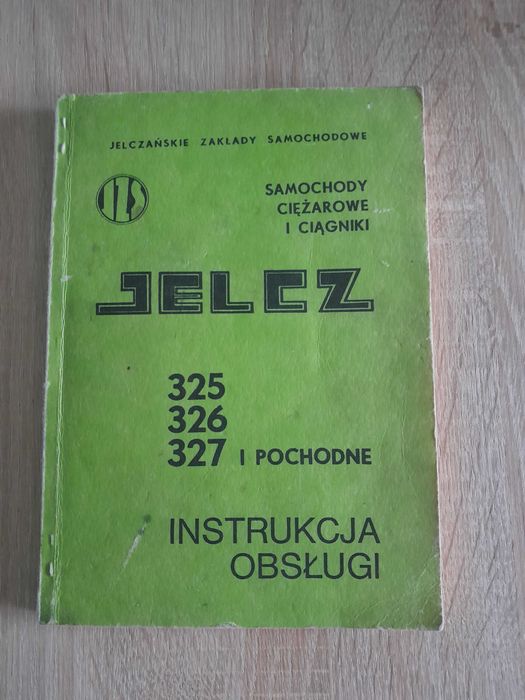 JELCZAŃSKIE ZAKŁADY SAMOCHODOWE
JZS
SAMOCHODY
CIĘŻAROWE
I CIĄGNIKI
JELCZ
325
326
327 I POCHODNE
INSTRUKCJA
OBSŁUGI